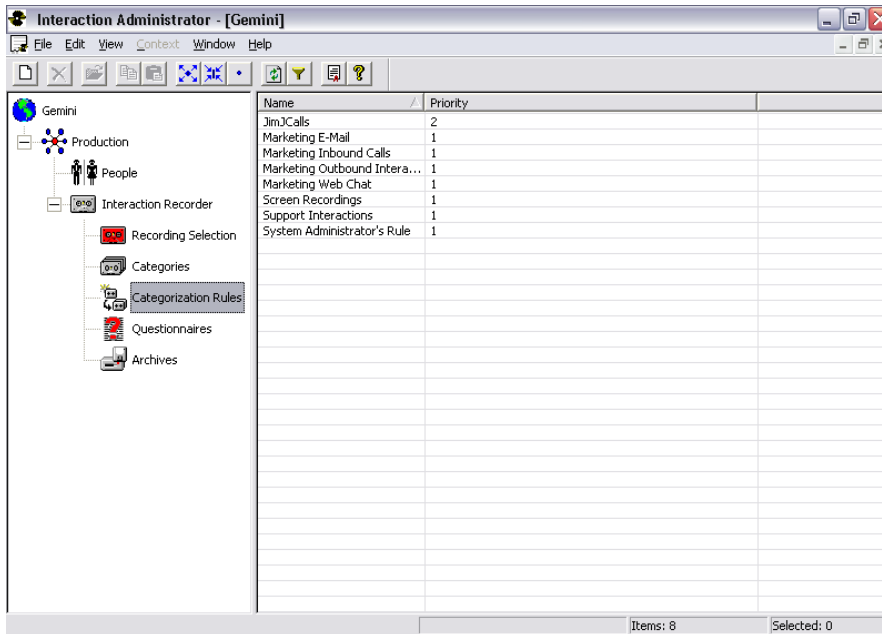 Interaction Administrator - [Gemini]
File Edit View Context Window Help
Gemini
Production
People
Interaction Recorder
Recording Selection
Categories
Categorization Rules
Questionnaires
Archives
Name Priority
JimJCalls 2
Marketing E-Mail 1
Marketing Inbound Calls 1
Marketing Outbound Intera... 1
Marketing Web Chat 1
Screen Recordings 1
Support Interactions 1
System Administrator's Rule 1
Items: 8 Selected: 0